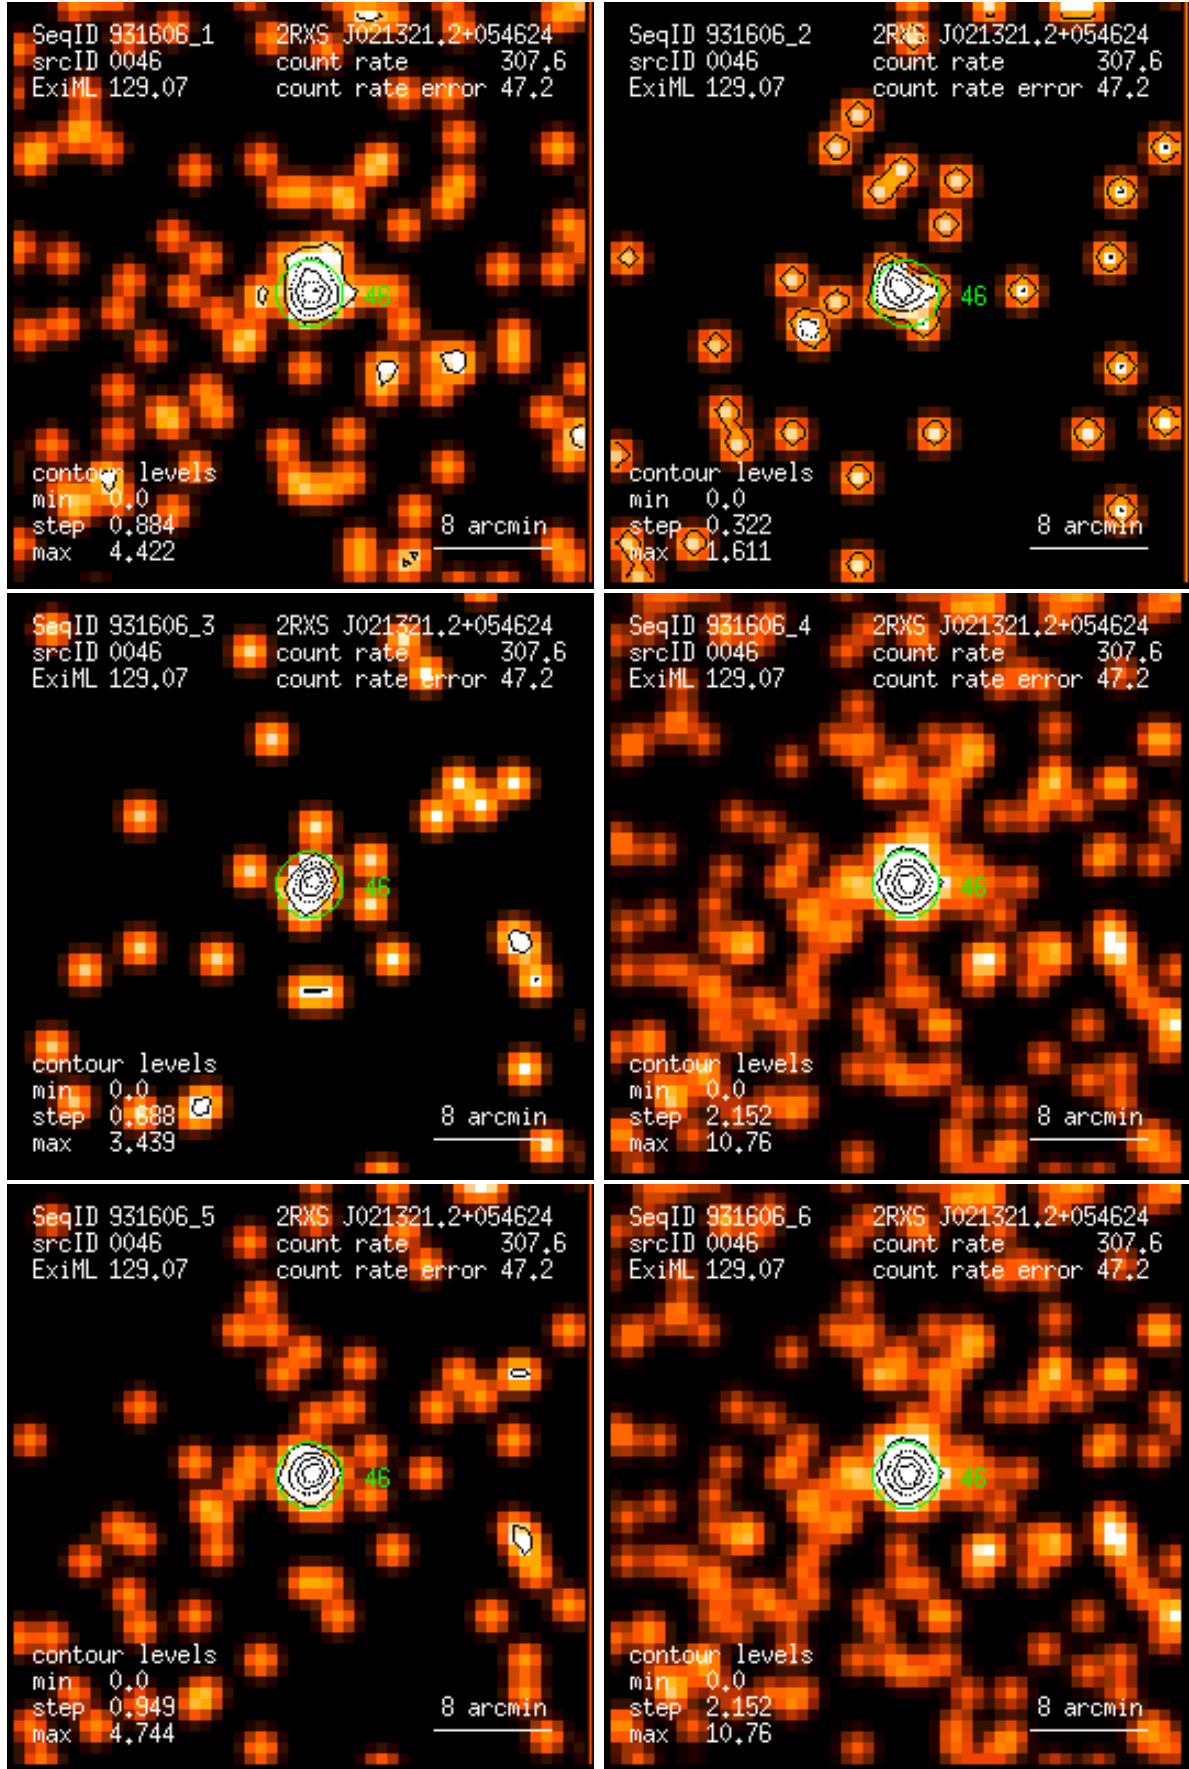 SeqID 931606_1 2RXS J021321.2+054624
srcID 0046 count rate 307.6
ExiML 129.07 count rate error 47.2
46
contour levels
min 0.0
step 0.884
max 4.422
8 arcmin
SeqID 931606_2 2RXS J021321.2+054624
srcID 0046 count rate 307.6
ExiML 129.07 count rate error 47.2
46
contour levels
min 0.0
step 0.322
max 1.611
8 arcmin
SeqID 931606_3 2RXS J021321.2+054624
srcID 0046 count rate 307.6
ExiML 129.07 count rate error 47.2
46
contour levels
min 0.0
step 0.688
max 3.439
8 arcmin
SeqID 931606_4 2RXS J021321.2+054624
srcID 0046 count rate 307.6
ExiML 129.07 count rate error 47.2
46
contour levels
min 0.0
step 2.152
max 10.76
8 arcmin
SeqID 931606_5 2RXS J021321.2+054624
srcID 0046 count rate 307.6
ExiML 129.07 count rate error 47.2
46
contour levels
min 0.0
step 0.949
max 4.744
8 arcmin
SeqID 931606_6 2RXS J021321.2+054624
srcID 0046 count rate 307.6
ExiML 129.07 count rate error 47.2
46
contour levels
min 0.0
step 2.152
max 10.76
8 arcmin